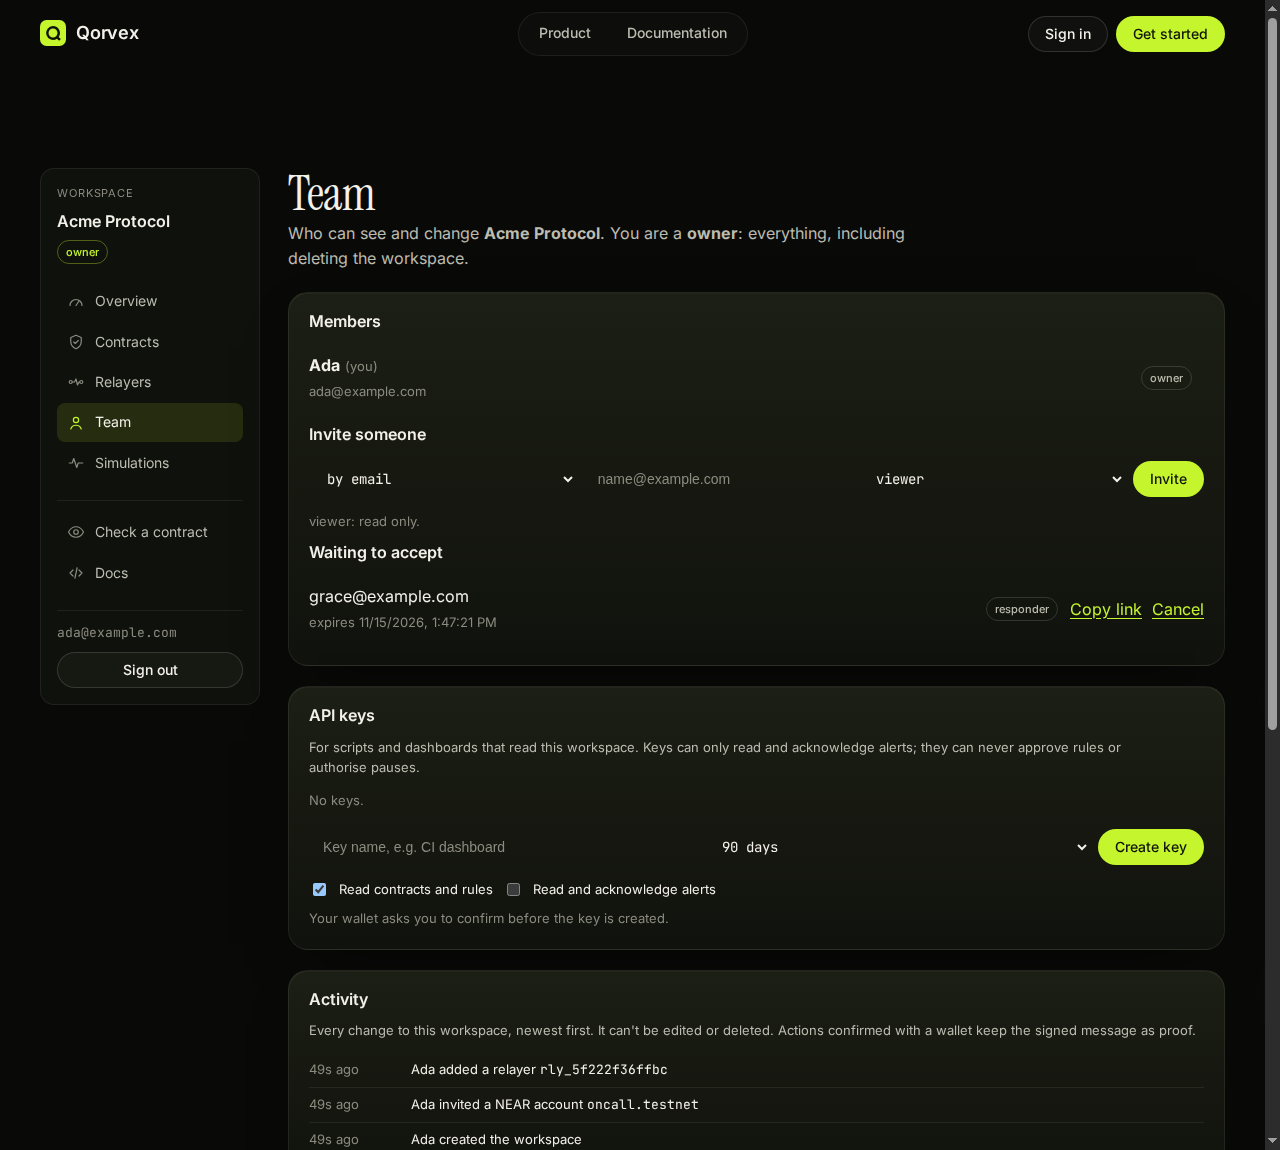 Qorvex
Product
Documentation
Sign in
Get started
WORKSPACE
Acme Protocol
owner
Overview
Contracts
Relayers
Team
Simulations
Check a contract
Docs
ada@example.com
Sign out
Team
Who can see and change Acme Protocol. You are a owner: everything, including
deleting the workspace.
Members
Ada (you)
ada@example.com
owner
Invite someone
by email
name@example.com
viewer
Invite
viewer: read only.
Waiting to accept
grace@example.com
expires 11/15/2026, 1:47:21 PM
responder
Copy link
Cancel
API keys
For scripts and dashboards that read this workspace. Keys can only read and acknowledge alerts; they can never approve rules or
authorise pauses.
No keys.
Key name, e.g. CI dashboard
90 days
Create key
Read contracts and rules
Read and acknowledge alerts
Your wallet asks you to confirm before the key is created.
Activity
Every change to this workspace, newest first. It can't be edited or deleted. Actions confirmed with a wallet keep the signed message as proof.
49s ago Ada added a relayer rly_5f222f36ffbc
49s ago Ada invited a NEAR account oncall.testnet
49s ago Ada created the workspace